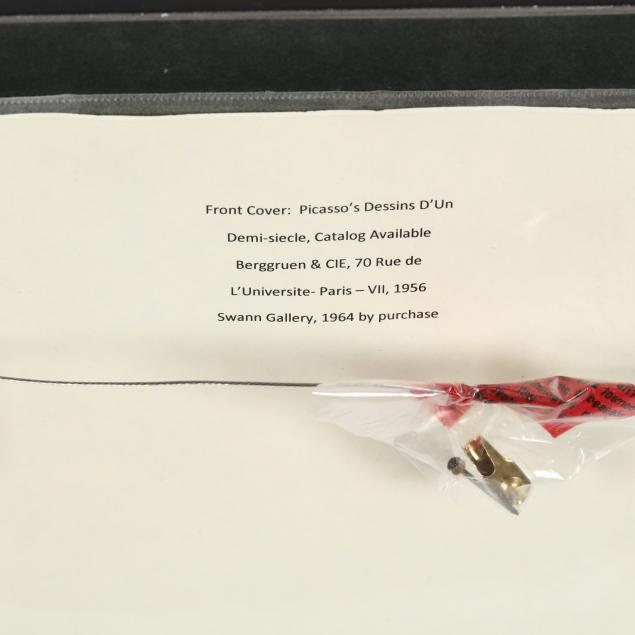 Front Cover: Picasso's Dessins D'Un
Demi-siecle, Catalog Available
Berggruen & CIE, 70 Rue de
L'Universite- Paris – VII, 1956
Swann Gallery, 1964 by purchase